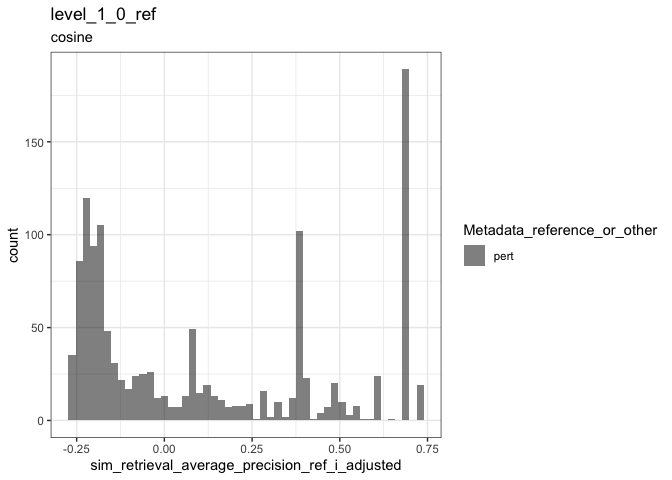 level_1_0_ref
cosine
150
100
50
0
count
-0.25 0.00 0.25 0.50 0.75
sim_retrieval_average_precision_ref_i_adjusted
Metadata_reference_or_other
pert